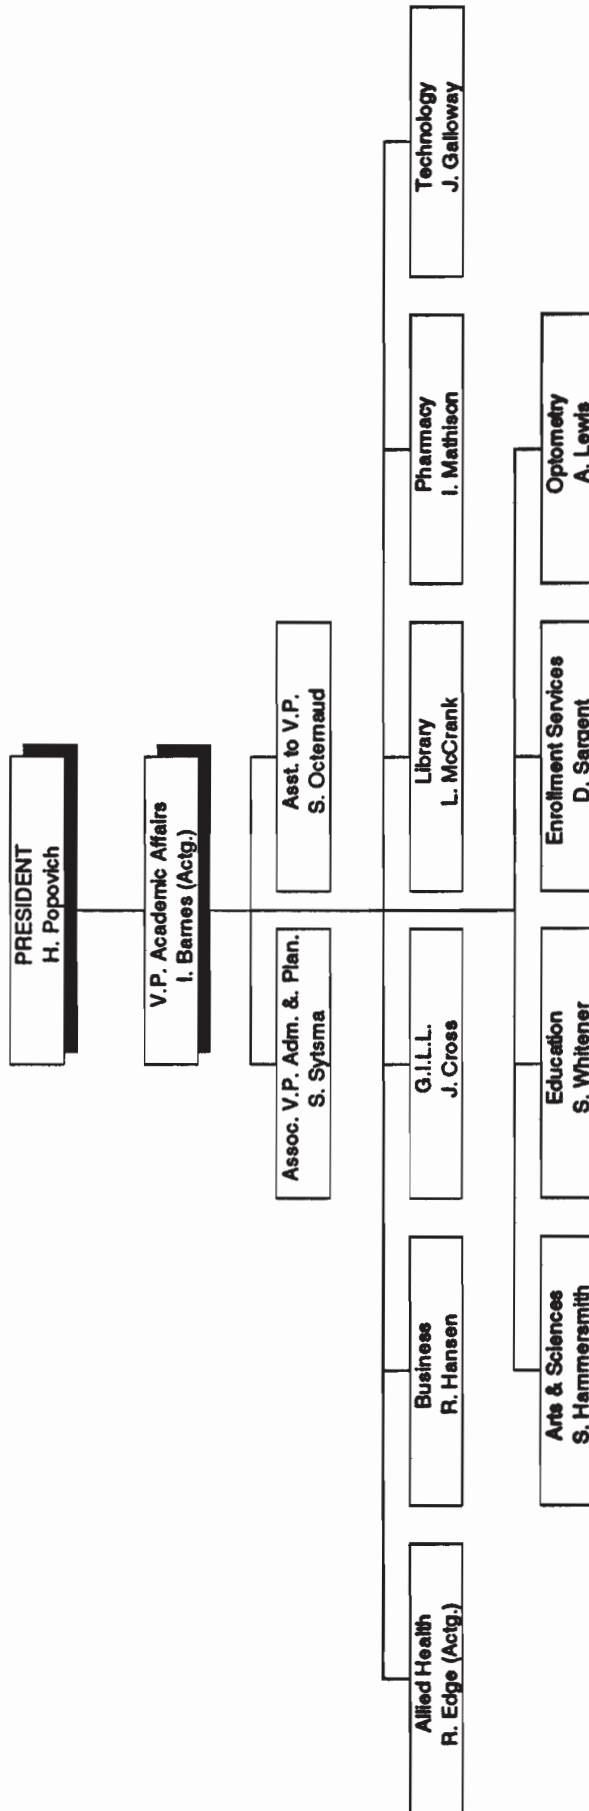 PRESIDENT
H. Popovich
V.P. Academic Affairs
I. Barnes (Actg.)
Assoc. V.P. Adm. &. Plan.
S. Sytsma
Asst. to V.P.
S. Octernaud
Allied Health
R. Edge (Actg.)
Business
R. Hansen
G.I.L.L.
J. Cross
Library
L. McCrank
Pharmacy
I. Mathison
Technology
J. Galloway
Arts & Sciences
S. Hammersmith
Education
S. Whitener
Enrollment Services
D. Sargent
Optometry
A. Lewis